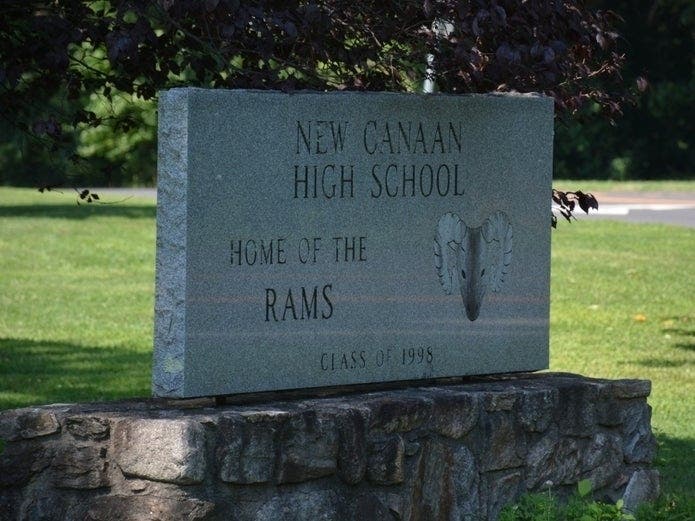 NEW CANAAN
HIGH SCHOOL
HOME OF THE
RAMS
CLASS OF 1998